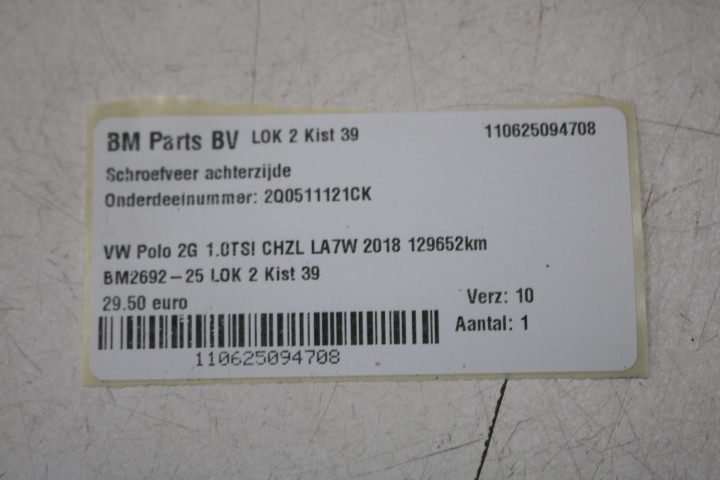 BM Parts BV LOK 2 Kist 39 110625094708
Schroefveer achterzijde
Onderdeelnummer: 2Q0511121CK
VW Polo 2G 1.0TSI CHZL LA7W 2018 129652km
BM2692-25 LOK 2 Kist 39
29.50 euro Verz: 10
Aantal: 1
110625094708